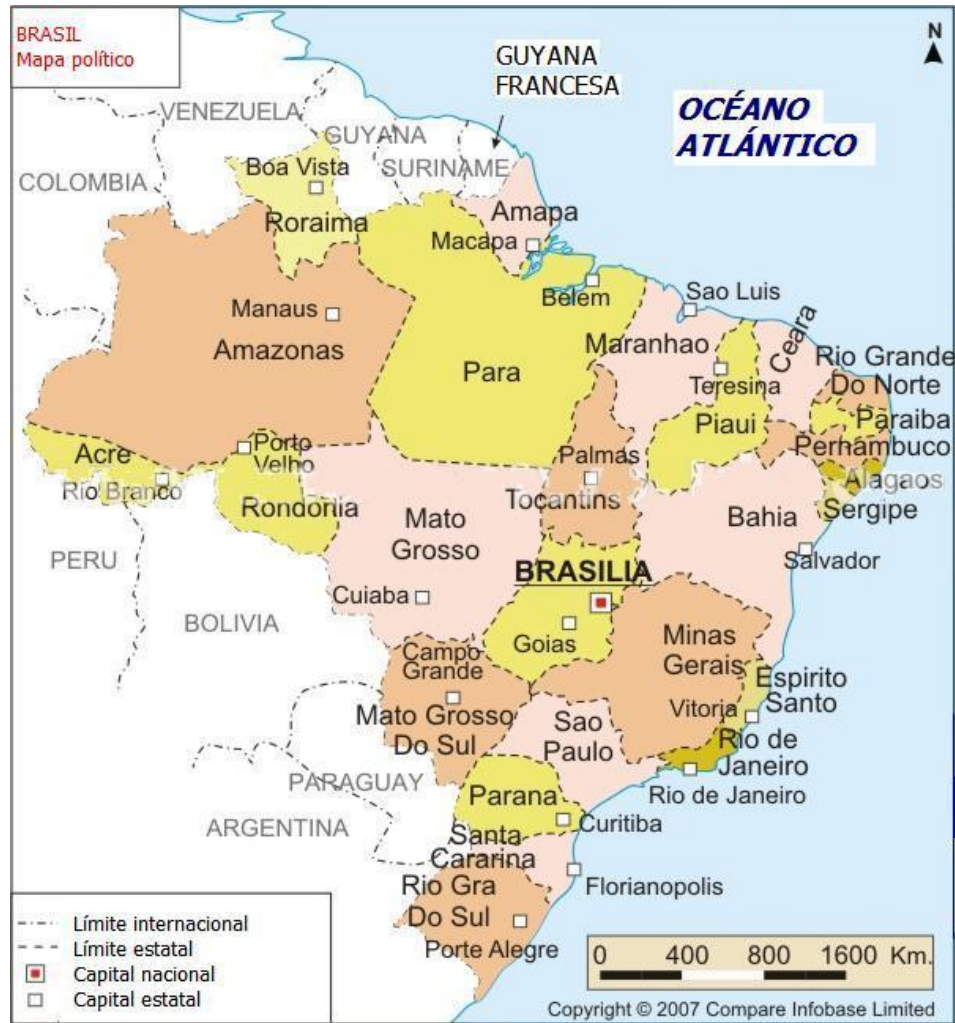 BRASIL
Mapa político
N
GUYANA
FRANCESA
OCÉANO
ATLÁNTICO
VENEZUELA
GUYANA
SURINAME
COLOMBIA
Boa Vista
Roraima
Amapa
Macapa
Belem
Sao Luis
Manaus
Amazonas
Para
Maranhao
Ceara
Teresina
Rio Grande
Do Norte
Piaui
Paraiba
Pernambuco
Alagaos
Sergipe
Acre
Rio Branco
Porto
Velho
Rondonia
Palmas
Tocantins
Mato
Grosso
Bahia
Salvador
PERU
BRASILIA
Cuiaba
BOLIVIA
Goias
Minas
Gerais
Campo
Grande
Espirito
Santo
Vitoria
Mato Grosso
Do Sul
Sao
Paulo
Rio de
Janeiro
Rio de Janeiro
PARAGUAY
Parana
Curitiba
ARGENTINA
Santa
Cararina
Florianopolis
Rio Gra
Do Sul
Porte Alegre
Límite internacional
Límite estatal
Capital nacional
Capital estatal
0 400 800 1600 Km.
Copyright © 2007 Compare Infobase Limited